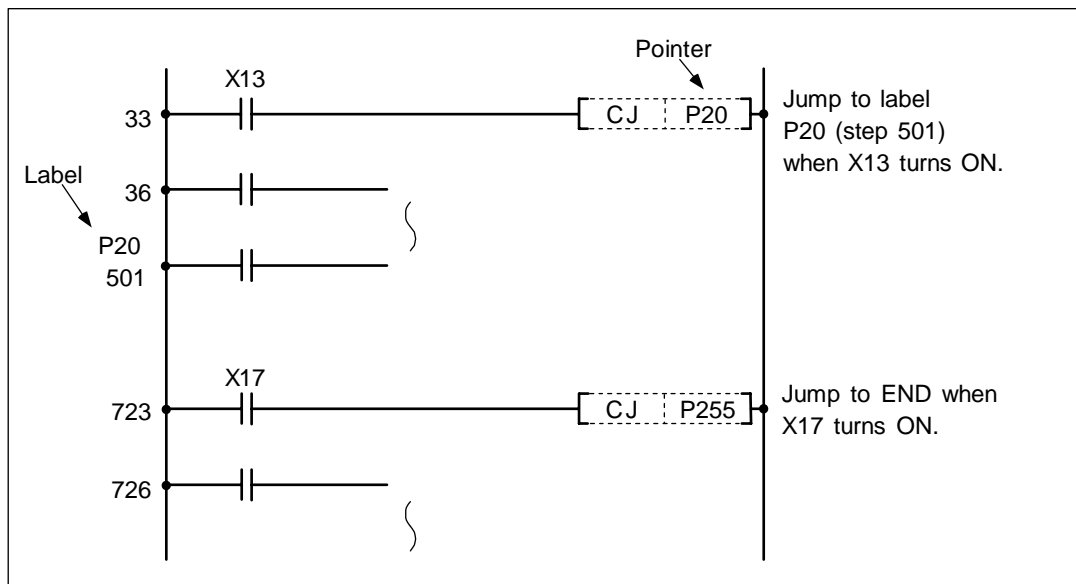 Pointer
X13
33
CJ P20
Jump to label
P20 (step 501)
when X13 turns ON.
Label
36
P20
501
X17
723
CJ P255
Jump to END when
X17 turns ON.
726